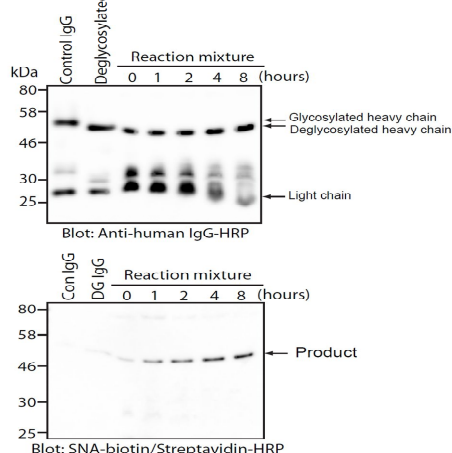 Control IgG
Deglycosylated
Reaction mixture
kDa
0 1 2 4 8 (hours)
80
58
46
30
25
Glycosylated heavy chain
Deglycosylated heavy chain
Light chain
Blot: Anti-human IgG-HRP
Con IgG
DG IgG
Reaction mixture
0 1 2 4 8 (hours)
80
58
46
30
25
Product
Blot: SNA-biotin/Streptavidin-HRP